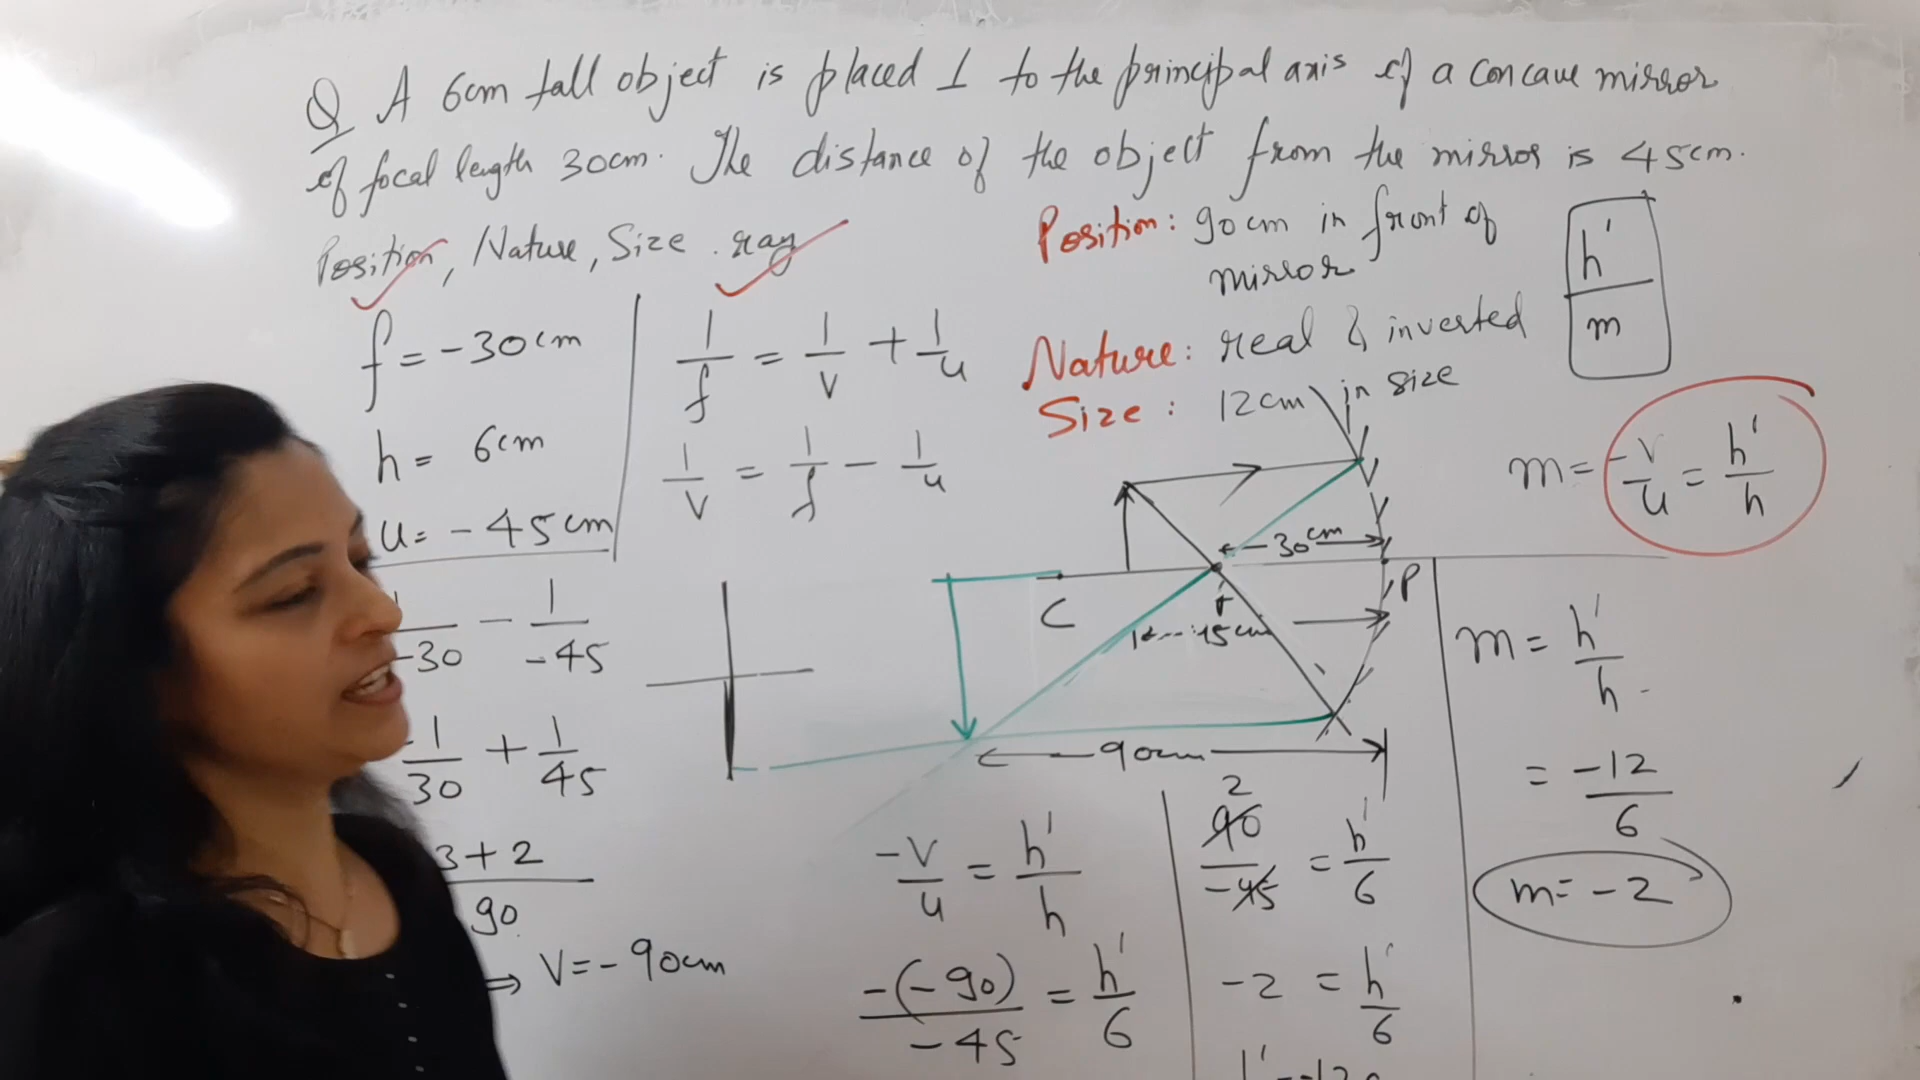 Q A 6cm tall object is placed ⊥ to the principal axis of a concave mirror
of focal length 30cm. The distance of the object from the mirror is 45cm.
Position, Nature, Size. ray
Position: 90cm in front of
mirror
Nature: real & inverted
Size: 12cm in size
h'
m
f = -30cm
h = 6cm
u = -45cm
1/f = 1/v + 1/u
1/v = 1/f - 1/u
m = -v/u = h'/h
1/-30 - 1/-45
-1/30 + 1/45
3+2/90
⇒ V=-90cm
30cm
C
F
P
15cm
90cm
-v/u = h'/h
-(-90)/-45 = h'/6
2
90/-45 = h'/6
-2 = h'/6
m = h'/h
= -12/6
m = -2